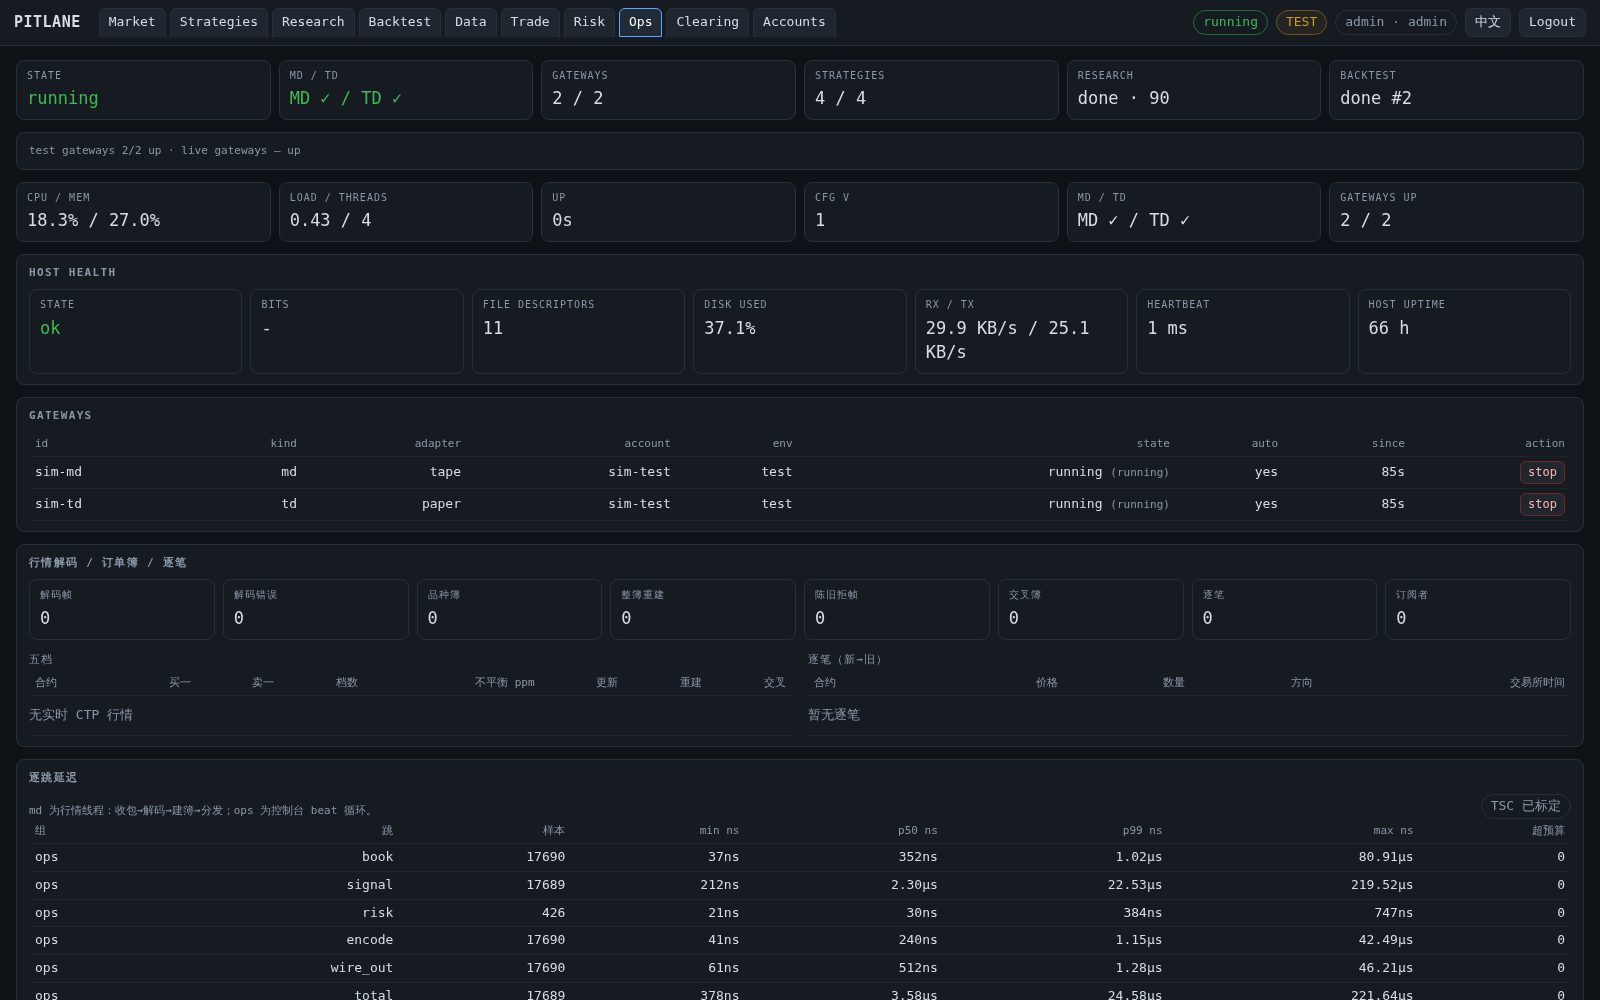 PITLANE Market Strategies Research Backtest Data Trade Risk Ops Clearing Accounts running TEST admin · admin 中文 Logout
STATE MD / TD GATEWAYS STRATEGIES RESEARCH BACKTEST
running MD ✓ / TD ✓ 2 / 2 4 / 4 done · 90 done #2
test gateways 2/2 up · live gateways — up
CPU / MEM LOAD / THREADS UP CFG V MD / TD GATEWAYS UP
18.3% / 27.0% 0.43 / 4 0s 1 MD ✓ / TD ✓ 2 / 2
HOST HEALTH
STATE BITS FILE DESCRIPTORS DISK USED RX / TX HEARTBEAT HOST UPTIME
ok - 11 37.1% 29.9 KB/s / 25.1 KB/s 1 ms 66 h
GATEWAYS
id kind adapter account env state auto since action
sim-md md tape sim-test test running (running) yes 85s stop
sim-td td paper sim-test test running (running) yes 85s stop
行情解码 / 订单簿 / 逐笔
解码帧 解码错误 品种簿 整簿重建 陈旧拒帧 交叉簿 逐笔 订阅者
0 0 0 0 0 0 0 0
五档 逐笔（新→旧）
合约 买一 卖一 档数 不平衡 ppm 更新 重建 交叉 合约 价格 数量 方向 交易所时间
无实时 CTP 行情 暂无逐笔
逐跳延迟
md 为行情线程：收包→解码→建簿→分发；ops 为控制台 beat 循环。 TSC 已标定
组 跳 样本 min ns p50 ns p99 ns max ns 超预算
ops book 17690 37ns 352ns 1.02μs 80.91μs 0
ops signal 17689 212ns 2.30μs 22.53μs 219.52μs 0
ops risk 426 21ns 30ns 384ns 747ns 0
ops encode 17690 41ns 240ns 1.15μs 42.49μs 0
ops wire_out 17690 61ns 512ns 1.28μs 46.21μs 0
ops total 17689 378ns 3.58μs 24.58μs 221.64μs 0